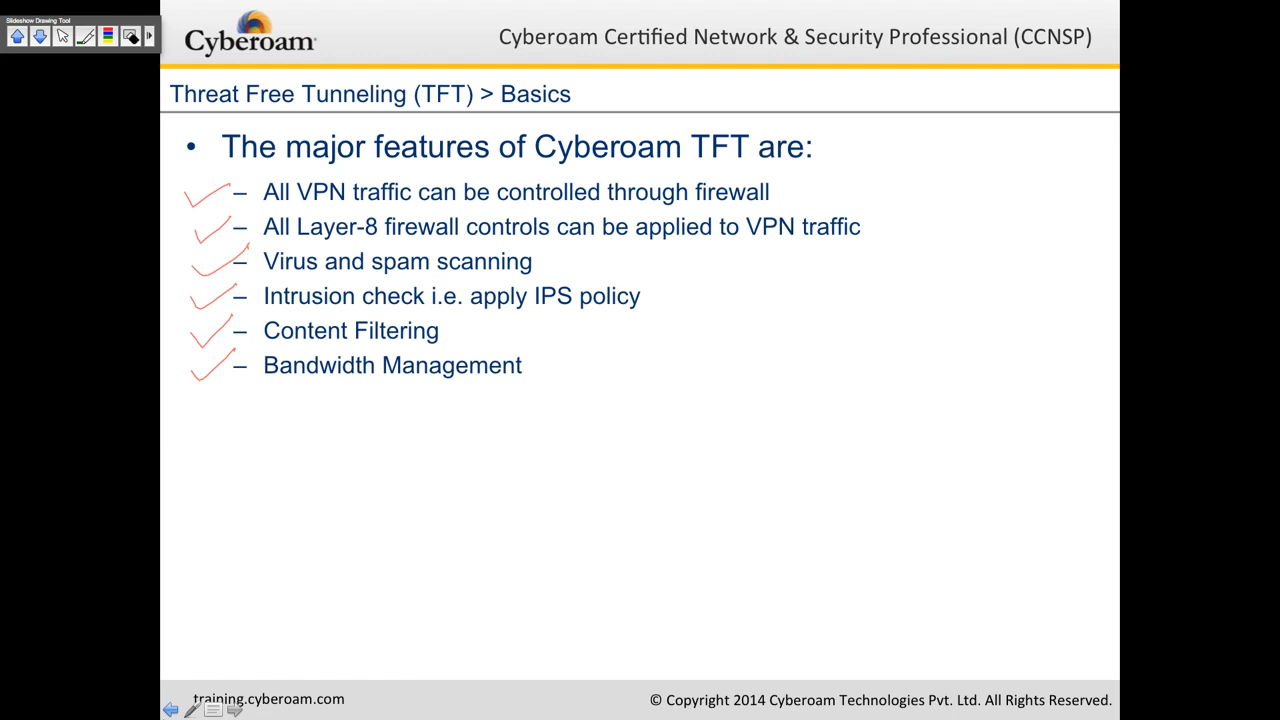 Slideshow Drawing Tool
Cyberoam
Cyberoam Certified Network & Security Professional (CCNSP)
Threat Free Tunneling (TFT) > Basics
• The major features of Cyberoam TFT are:
– All VPN traffic can be controlled through firewall
– All Layer-8 firewall controls can be applied to VPN traffic
– Virus and spam scanning
– Intrusion check i.e. apply IPS policy
– Content Filtering
– Bandwidth Management
training.cyberoam.com
© Copyright 2014 Cyberoam Technologies Pvt. Ltd. All Rights Reserved.